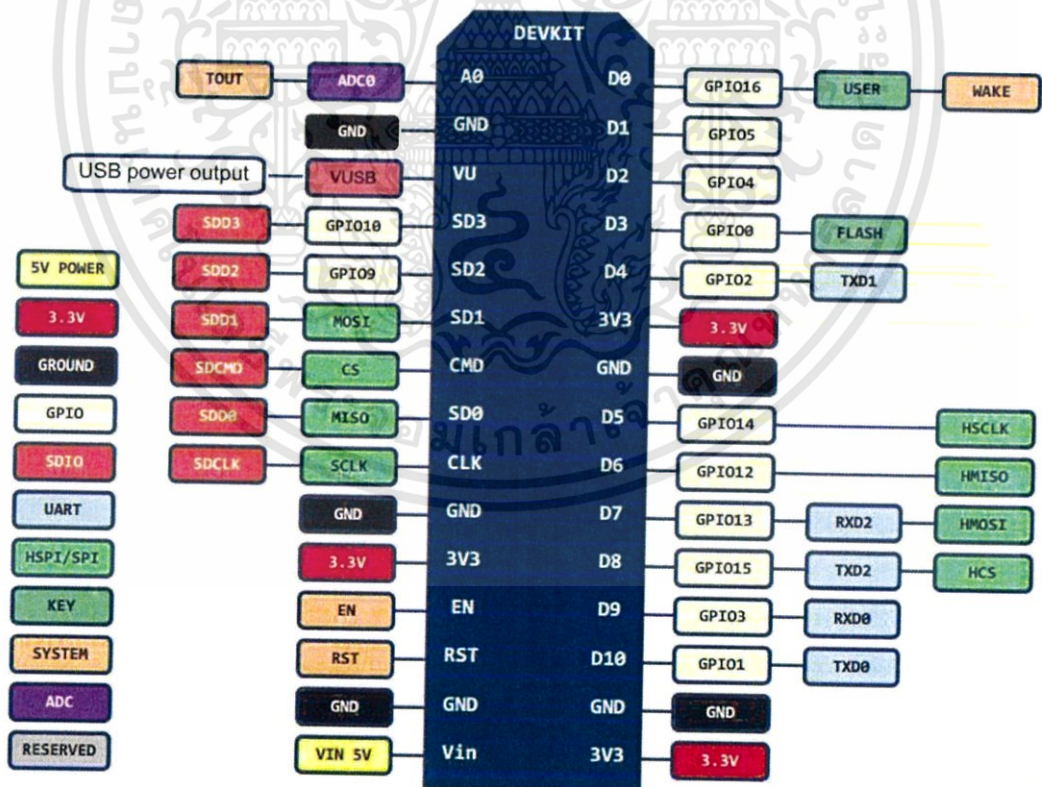 DEVKIT
TOUT ADC0 A0 D0 GPIO16 USER WAKE
GND GND D1 GPIO5
USB power output VUSB VU D2 GPIO4
SDD3 GPIO10 SD3 D3 GPIO0 FLASH
5V POWER SDD2 GPIO9 SD2 D4 GPIO2 TXD1
3.3V SDD1 MOSI SD1 3V3 3.3V
GROUND SDCMD CS CMD GND GND
GPIO SDD0 MISO SD0 D5 GPIO14 HSCLK
SDIO SDCLK SCLK CLK D6 GPIO12 HMISO
UART GND GND D7 GPIO13 RXD2 HMOSI
HSPI/SPI 3.3V 3V3 D8 GPIO15 TXD2 HCS
KEY EN EN D9 GPIO3 RXD0
SYSTEM RST RST D10 GPIO1 TXD0
ADC GND GND GND GND
RESERVED VIN 5V Vin 3V3 3.3V